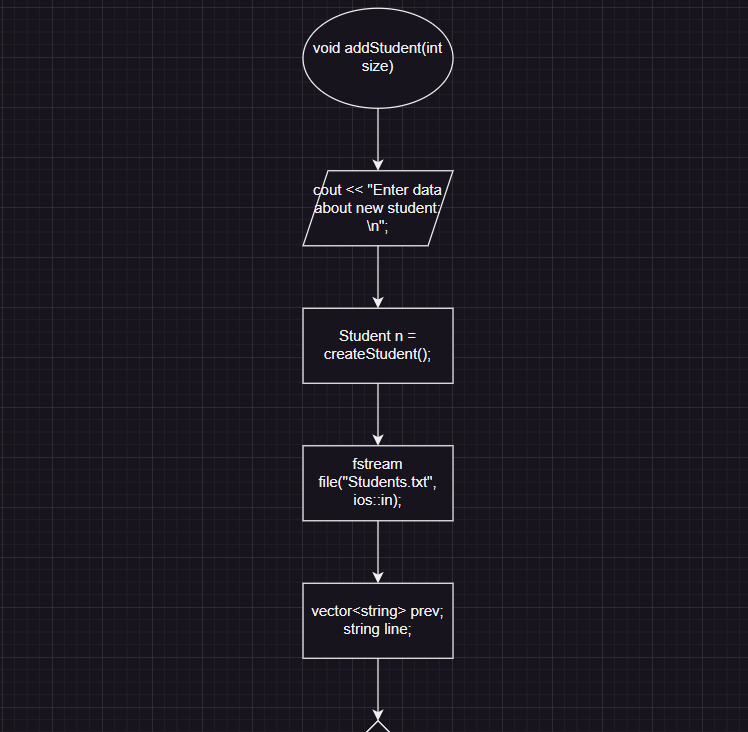 void addStudent(int
size)
cout << "Enter data
about new student:
\n";
Student n =
createStudent();
fstream
file("Students.txt",
ios::in);
vector<string> prev;
string line;